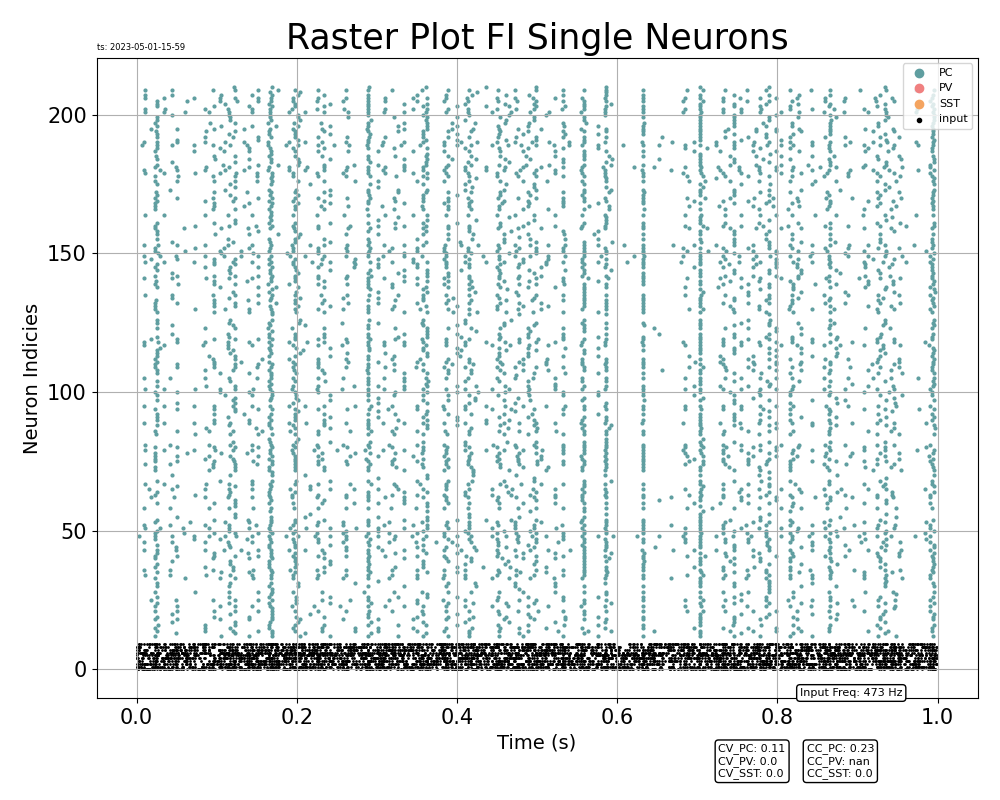 Raster Plot FI Single Neurons
ts: 2023-05-01-15-59
PC
PV
SST
input
200
150
100
50
0
Neuron Indicies
0.0 0.2 0.4 0.6 0.8 1.0
Time (s)
Input Freq: 473 Hz
CV_PC: 0.11
CV_PV: 0.0
CV_SST: 0.0
CC_PC: 0.23
CC_PV: nan
CC_SST: 0.0